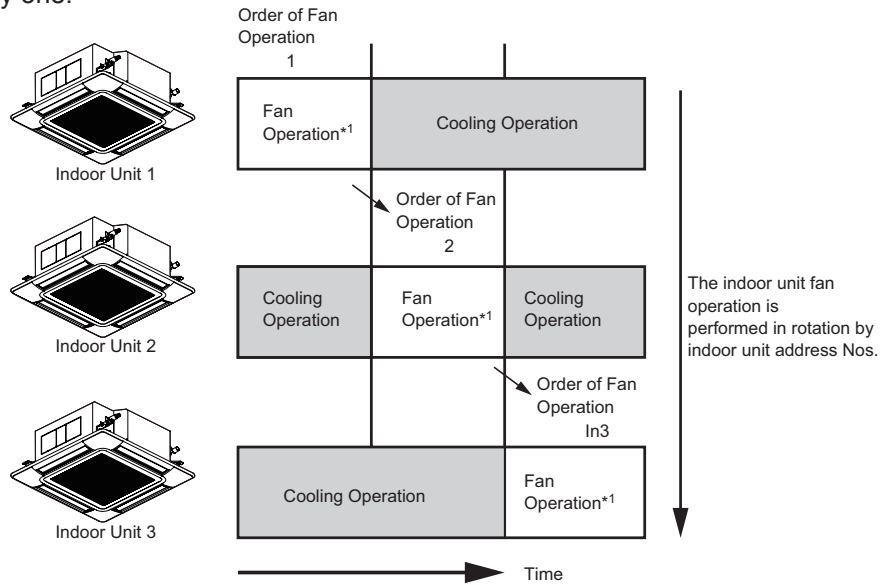 y one.
Order of Fan
Operation
1
Fan
Operation*1
Cooling Operation
Indoor Unit 1
Order of Fan
Operation
2
Cooling
Operation
Fan
Operation*1
Cooling
Operation
Indoor Unit 2
The indoor unit fan
operation is
performed in rotation by
indoor unit address Nos.
Order of Fan
Operation
In3
Cooling Operation
Fan
Operation*1
Indoor Unit 3
Time